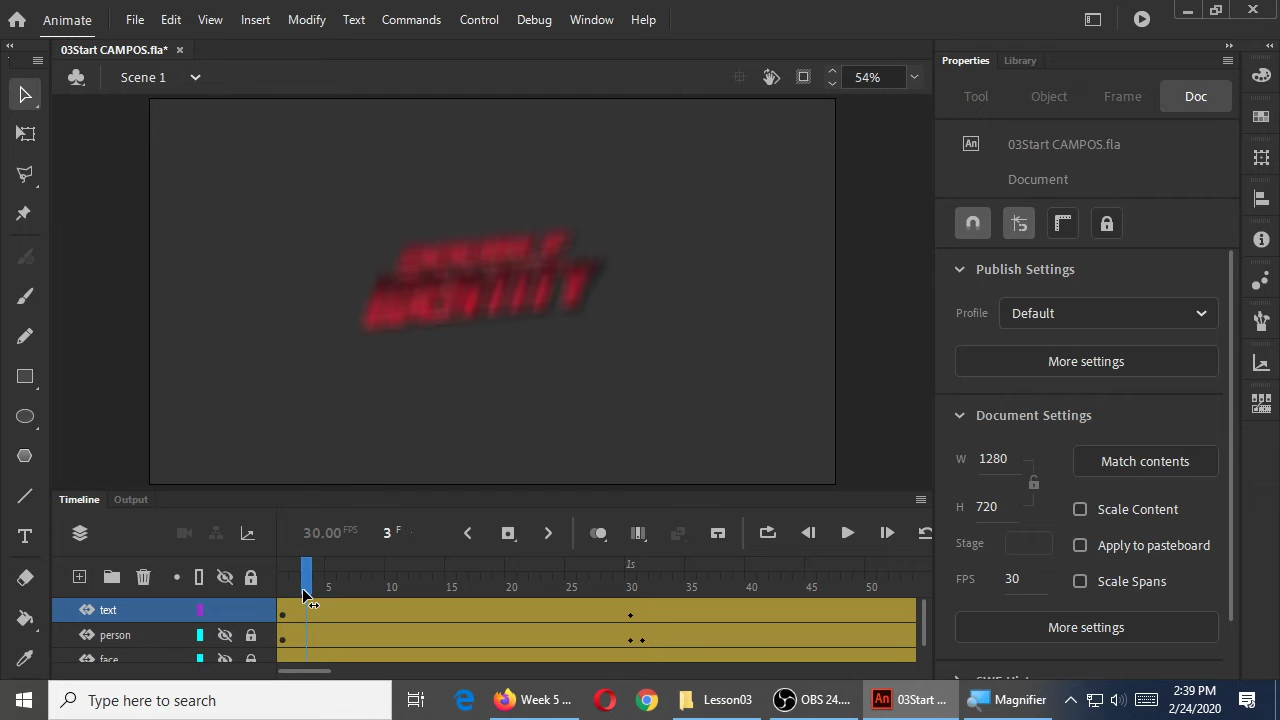 Animate
File Edit View Insert Modify Text Commands Control Debug Window Help
03Start CAMPOS.fla*
Scene 1
54%
Properties Library
Tool Object Frame Doc
An 03Start CAMPOS.fla
Document
Publish Settings
Profile Default
More settings
Document Settings
W 1280
Match contents
H 720
Scale Content
Stage
Apply to pasteboard
FPS 30
Scale Spans
More settings
Timeline Output
30.00 FPS 3 F
1s
5 10 15 20 25 30 35 40 45 50
text
person
face
Type here to search
Week 5 ...
Lesson03
OBS 24....
An 03Start ...
Magnifier
2:39 PM
2/24/2020